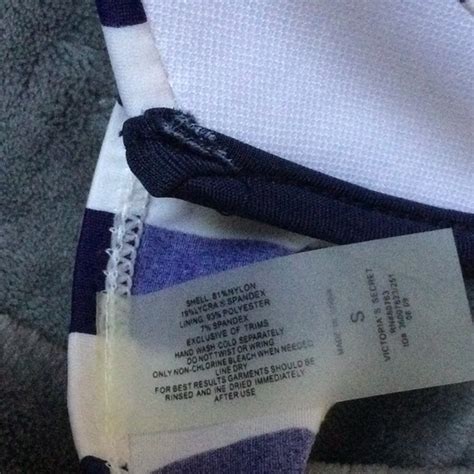 SHELL: 81% NYLON
19% LYCRA ® SPANDEX
LINING: 93% POLYESTER
7% SPANDEX
EXCLUSIVE OF TRIMS
HAND WASH COLD SEPARATELY
DO NOT TWIST OR WRING
ONLY NON-CHLORINE BLEACH WHEN NEEDED
LINE DRY
FOR BEST RESULTS GARMENTS SHOULD BE
RINSED AND LINE DRIED IMMEDIATELY
AFTER USE
MADE IN
S
VICTORIA'S SECRET